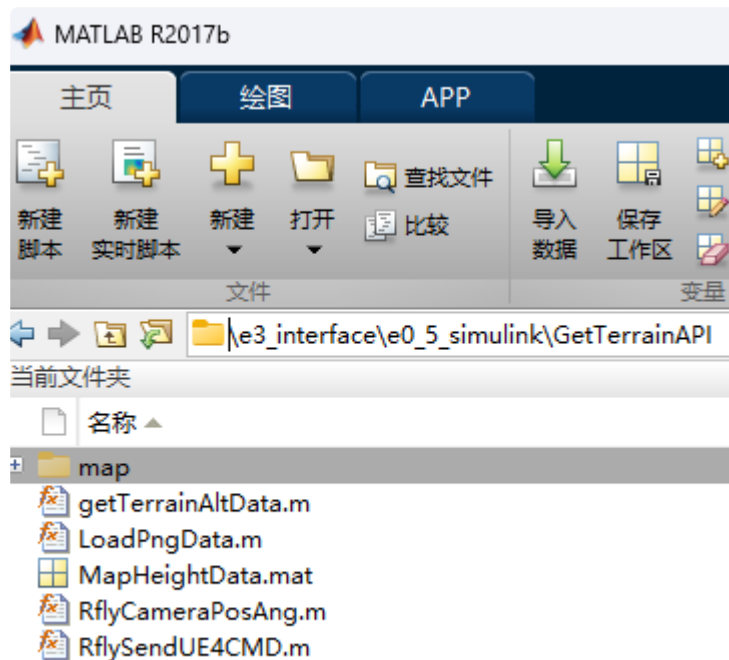 MATLAB R2017b
主页 绘图 APP
新建 新建 新建 打开 查找文件 导入 保存
脚本 实时脚本 比较 数据 工作区
文件 变量
\e3_interface\e0_5_simulink\GetTerrainAPI
当前文件夹
名称
map
getTerrainAltData.m
LoadPngData.m
MapHeightData.mat
RflyCameraPosAng.m
RflySendUE4CMD.m